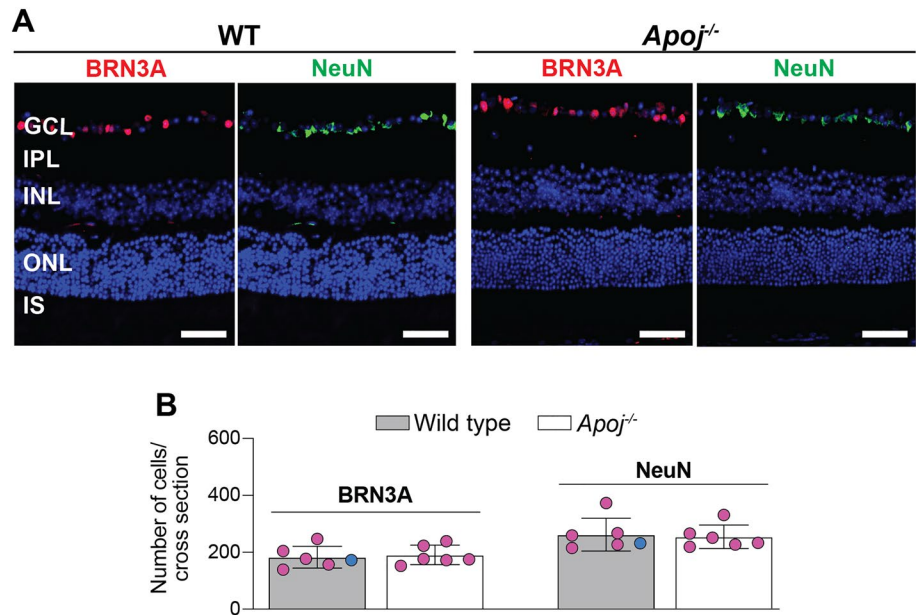 A
WT
Apoj-/-
BRN3A
NeuN
BRN3A
NeuN
GCL
IPL
INL
ONL
IS
B
Wild type
Apoj-/-
Number of cells/
cross section
600
400
200
0
BRN3A
NeuN